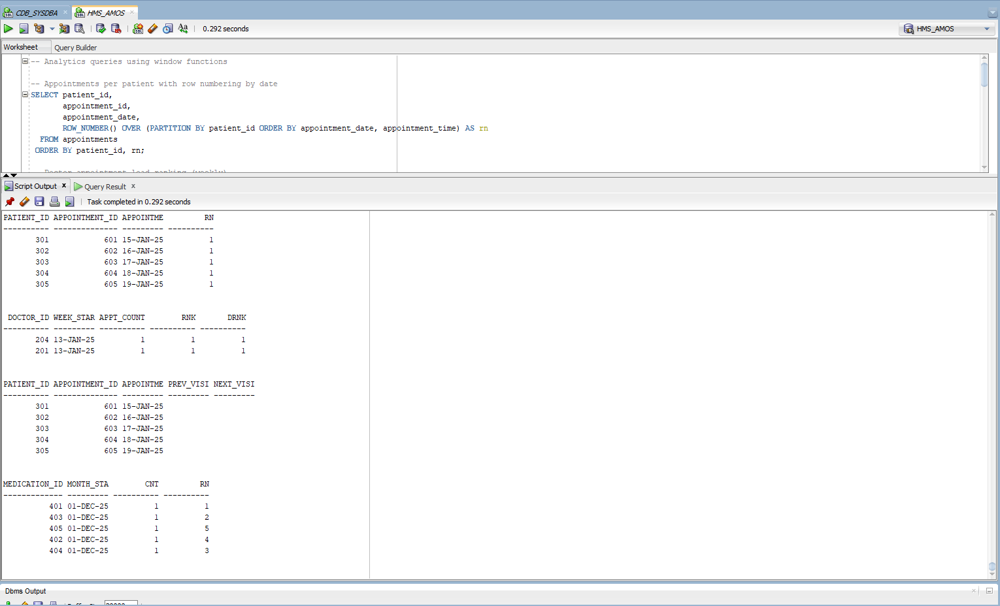 CDB_SYSDBA HMS_AMOS
0.292 seconds HMS_AMOS
Worksheet Query Builder
-- Analytics queries using window functions
-- Appointments per patient with row numbering by date
SELECT patient_id,
appointment_id,
appointment_date,
ROW_NUMBER() OVER (PARTITION BY patient_id ORDER BY appointment_date, appointment_time) AS rn
FROM appointments
ORDER BY patient_id, rn;
Doctor appointment load ranking (weekly)
Script Output x Query Result x
Task completed in 0.292 seconds
PATIENT_ID APPOINTMENT_ID APPOINTME         RN
---------- -------------- --------- ----------
       301            601 15-JAN-25          1
       302            602 16-JAN-25          1
       303            603 17-JAN-25          1
       304            604 18-JAN-25          1
       305            605 19-JAN-25          1
 DOCTOR_ID WEEK_STAR APPT_COUNT        RNK       DRNK
---------- --------- ---------- ---------- ----------
       204 13-JAN-25          1          1          1
       201 13-JAN-25          1          1          1
PATIENT_ID APPOINTMENT_ID APPOINTME PREV_VISI NEXT_VISI
---------- -------------- --------- --------- ---------
       301            601 15-JAN-25
       302            602 16-JAN-25
       303            603 17-JAN-25
       304            604 18-JAN-25
       305            605 19-JAN-25
MEDICATION_ID MONTH_STA        CNT         RN
------------- --------- ---------- ----------
          401 01-DEC-25          1          1
          403 01-DEC-25          1          2
          405 01-DEC-25          1          5
          402 01-DEC-25          1          4
          404 01-DEC-25          1          3
Dbms Output